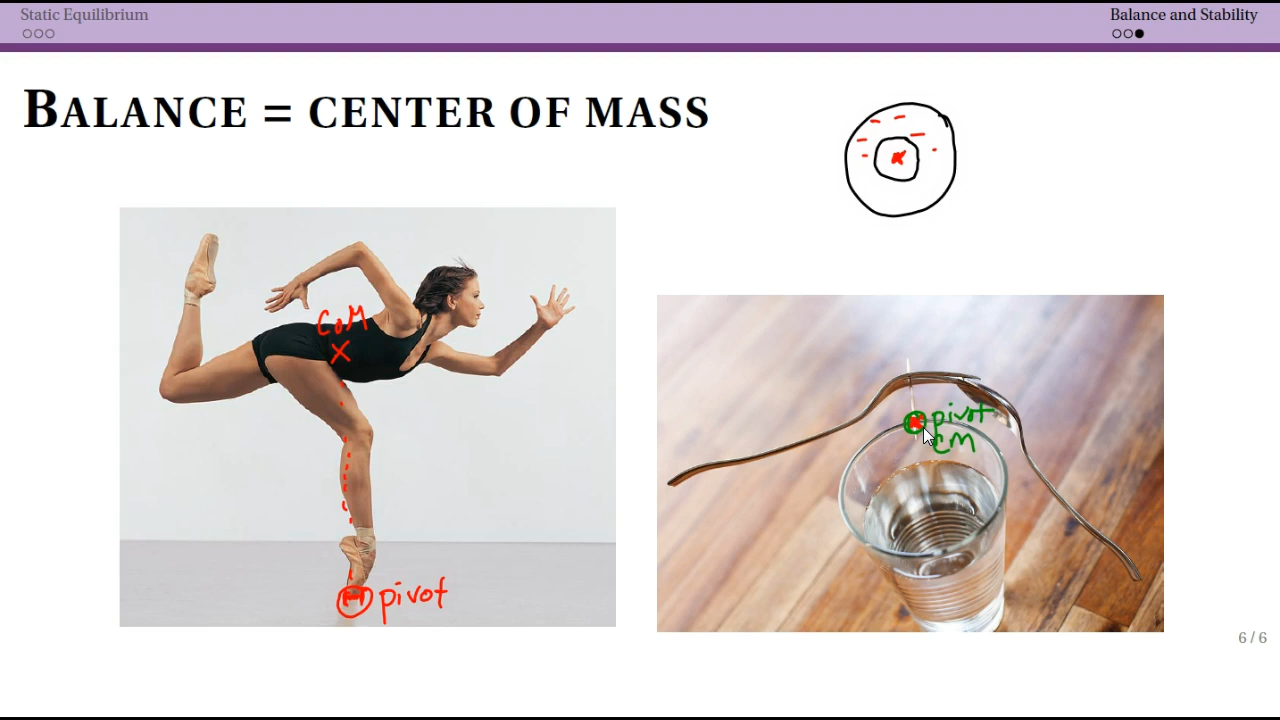 Static Equilibrium
Balance and Stability
BALANCE = CENTER OF MASS
CoM
pivot
pivot
CM
6 / 6